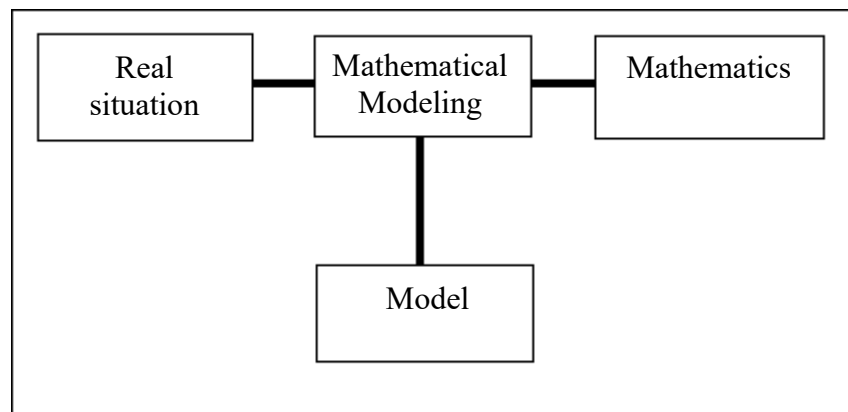 Real
situation
Mathematical
Modeling
Mathematics
Model